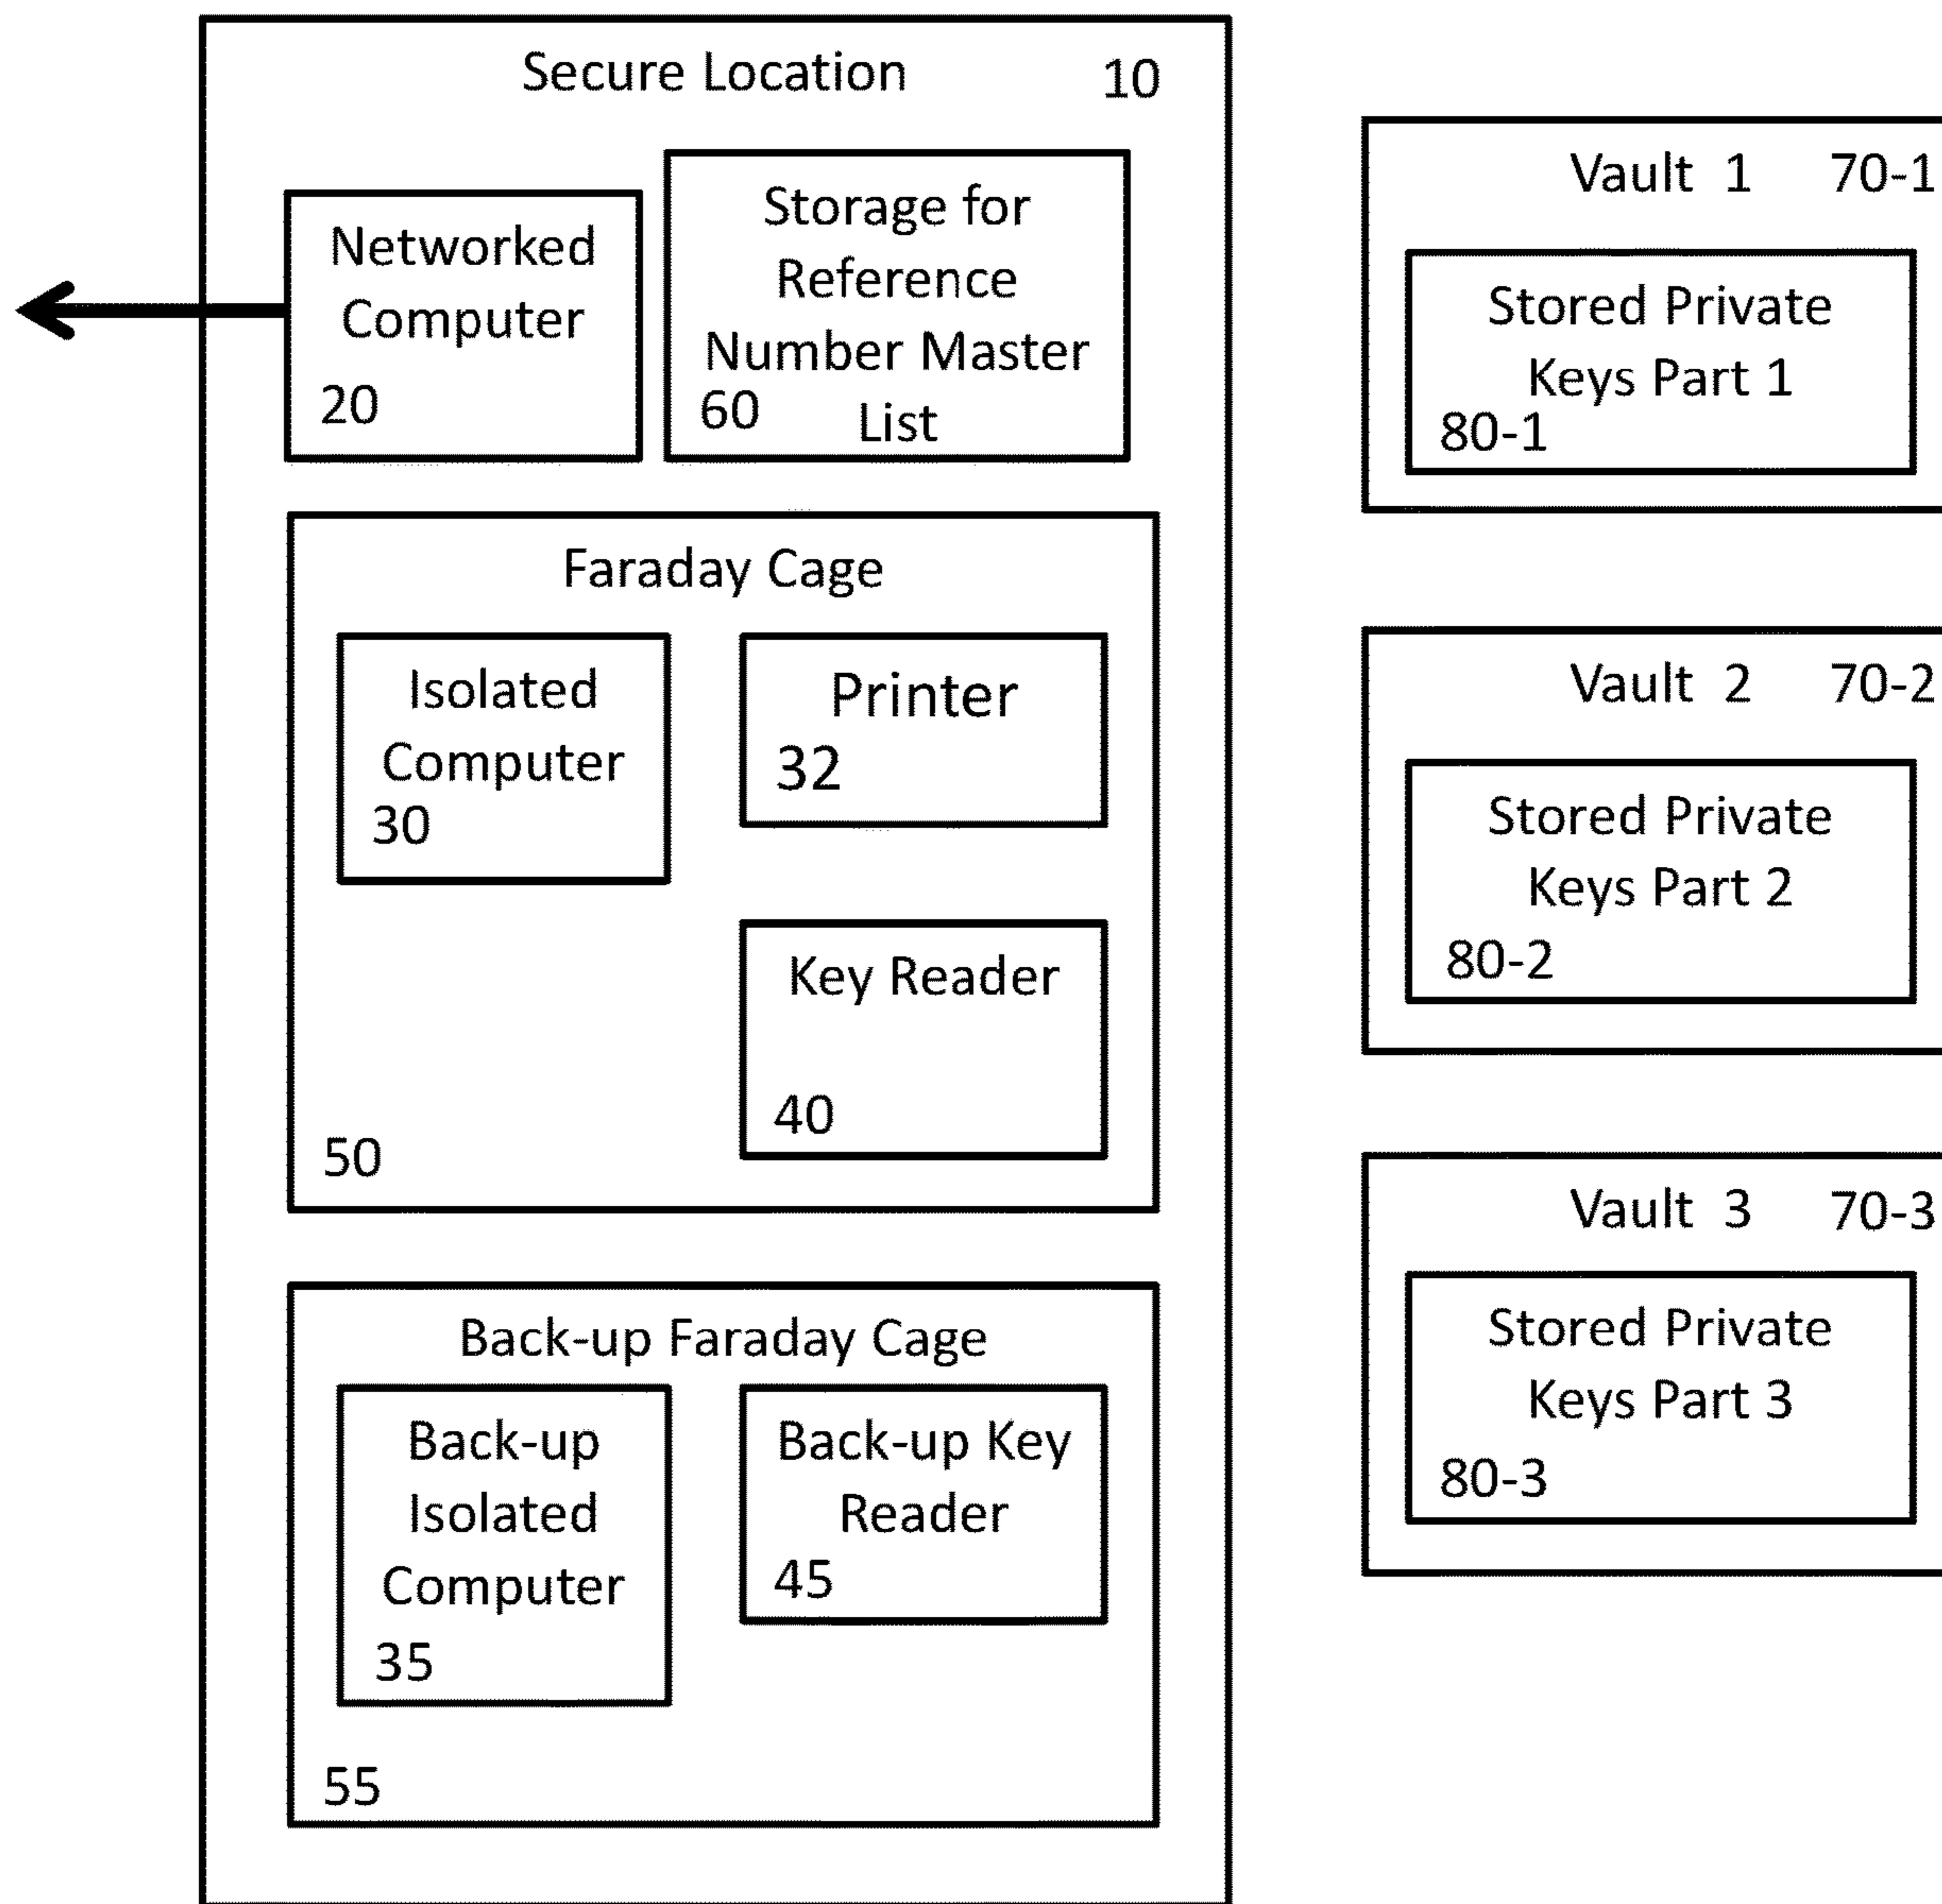 Secure Location 10
Networked
Computer
20
Storage for
Reference
Number Master
60 List
Faraday Cage
Isolated
Computer
30
Printer
32
Key Reader
40
50
Back-up Faraday Cage
Back-up
Isolated
Computer
35
Back-up Key
Reader
45
55
Vault 1 70-1
Stored Private
Keys Part 1
80-1
Vault 2 70-2
Stored Private
Keys Part 2
80-2
Vault 3 70-3
Stored Private
Keys Part 3
80-3